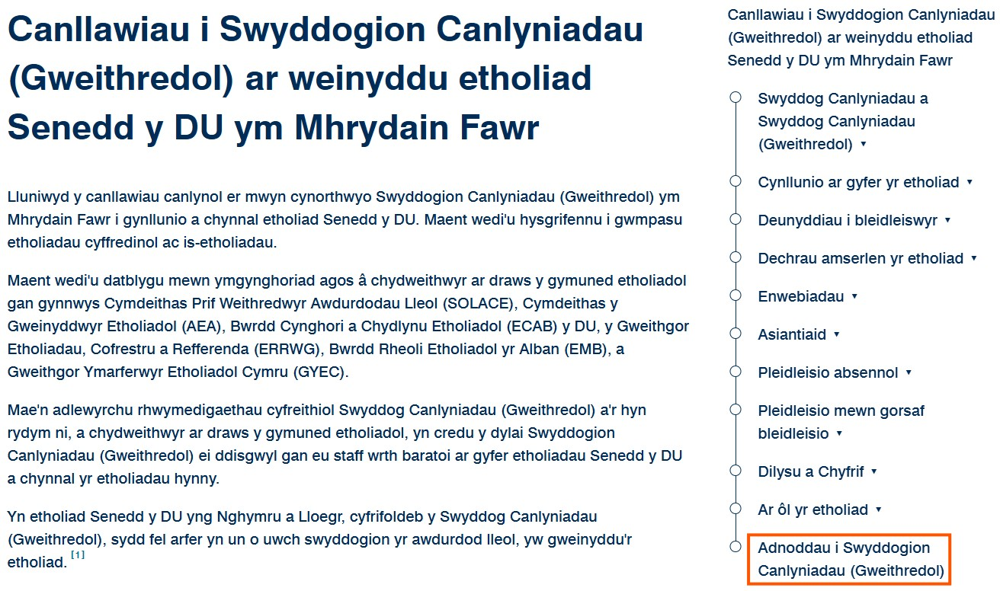 Canllawiau i Swyddogion Canlyniadau
(Gweithredol) ar weinyddu etholiad
Senedd y DU ym Mhrydain Fawr
Lluniwyd y canllawiau canlynol er mwyn cynorthwyo Swyddogion Canlyniadau (Gweithredol) ym
Mhrydain Fawr i gynllunio a chynnal etholiad Senedd y DU. Maent wedi'u hysgrifennu i gwmpasu
etholiadau cyffredinol ac is-etholiadau.
Maent wedi'u datblygu mewn ymgynghoriad agos â chydweithwyr ar draws y gymuned etholiadol
gan gynnwys Cymdeithas Prif Weithredwyr Awdurdodau Lleol (SOLACE), Cymdeithas y
Gweinyddwyr Etholiadol (AEA), Bwrdd Cynghori a Chydlynu Etholiadol (ECAB) y DU, y Gweithgor
Etholiadau, Cofrestru a Refferenda (ERRWG), Bwrdd Rheoli Etholiadol yr Alban (EMB), a
Gweithgor Ymarferwyr Etholiadol Cymru (GYEC).
Mae'n adlewyrchu rhwymedigaethau cyfreithiol Swyddog Canlyniadau (Gweithredol) a'r hyn
rydym ni, a chydweithwyr ar draws y gymuned etholiadol, yn credu y dylai Swyddogion
Canlyniadau (Gweithredol) ei ddisgwyl gan eu staff wrth baratoi ar gyfer etholiadau Senedd y DU
a chynnal yr etholiadau hynny.
Yn etholiad Senedd y DU yng Nghymru a Lloegr, cyfrifoldeb y Swyddog Canlyniadau
(Gweithredol), sydd fel arfer yn un o uwch swyddogion yr awdurdod lleol, yw gweinyddu'r
etholiad. [1]
Canllawiau i Swyddogion Canlyniadau
(Gweithredol) ar weinyddu etholiad
Senedd y DU ym Mhrydain Fawr
Swyddog Canlyniadau a
Swyddog Canlyniadau
(Gweithredol) ▾
Cynllunio ar gyfer yr etholiad ▾
Deunyddiau i bleidleiswyr ▾
Dechrau amserlen yr etholiad ▾
Enwebiadau ▾
Asiantiaid ▾
Pleidleisio absennol ▾
Pleidleisio mewn gorsaf
bleidleisio ▾
Dilysu a Chyfrif ▾
Ar ôl yr etholiad ▾
Adnoddau i Swyddogion
Canlyniadau (Gweithredol)